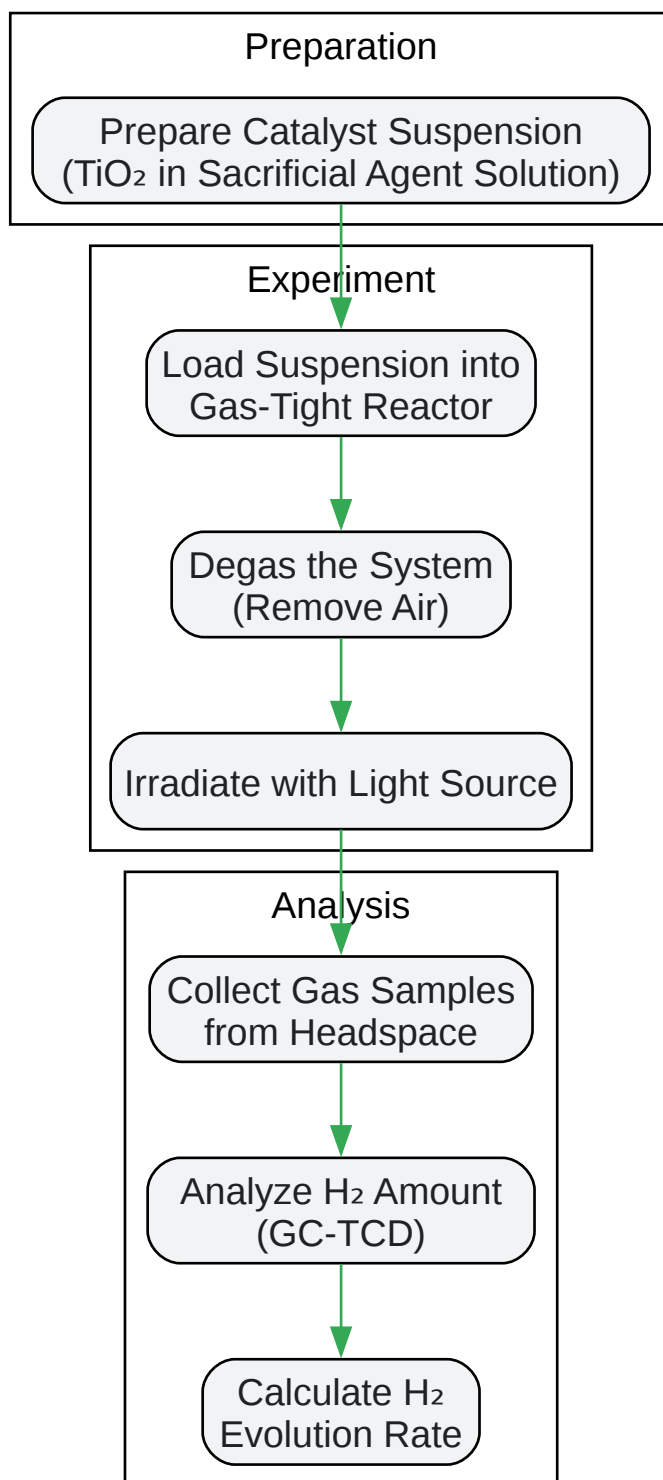 Preparation
Prepare Catalyst Suspension
(TiO₂ in Sacrificial Agent Solution)
Experiment
Load Suspension into
Gas-Tight Reactor
Degas the System
(Remove Air)
Irradiate with Light Source
Analysis
Collect Gas Samples
from Headspace
Analyze H₂ Amount
(GC-TCD)
Calculate H₂
Evolution Rate